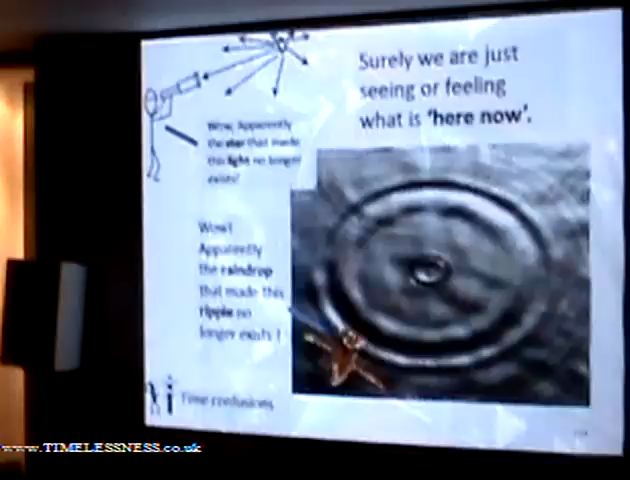 Surely we are just
seeing or feeling
what is 'here now'.
Wow, Apparently
the star that made
this light no longer
exists!
Wow!
Apparently
the raindrop
that made this
ripple no
longer exists !
Time confusions
www.TIMELESSNESS.co.uk